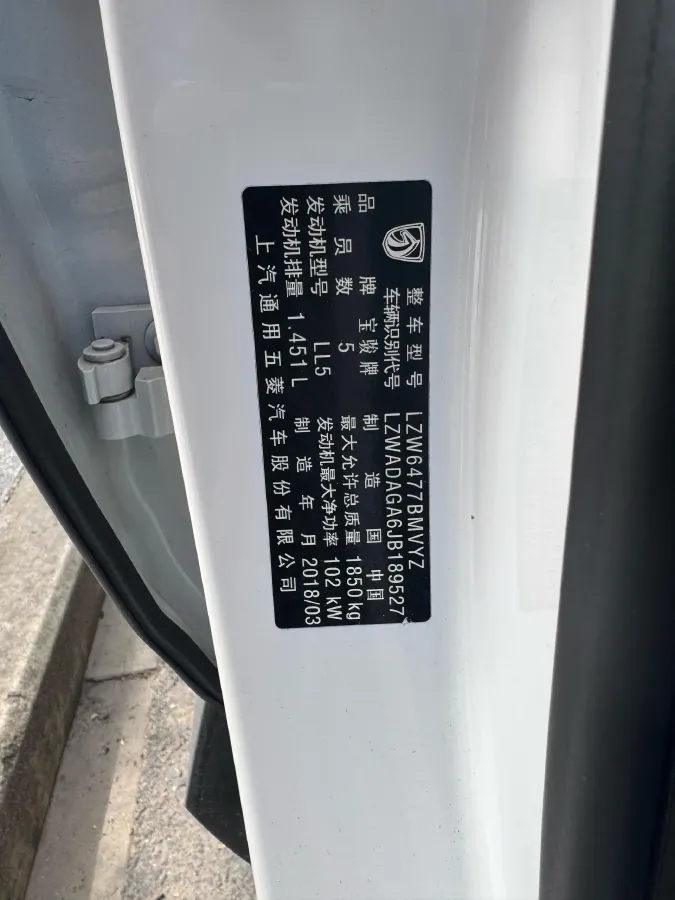 整车型号 LZW6477BMVYZ
车辆识别代号 LZWADAGA6JB189527
品牌 宝骏牌 制造国 中国
乘员数 5 最大允许总质量 1850kg
发动机型号 LL5 发动机最大净功率 102 kW
发动机排量 1.451 L 制造年月 2018/03
上汽通用五菱汽车股份有限公司